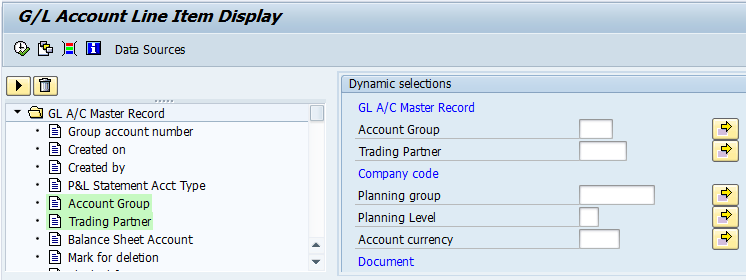 G/L Account Line Item Display
Data Sources
GL A/C Master Record
Group account number
Created on
Created by
P&L Statement Acct Type
Account Group
Trading Partner
Balance Sheet Account
Mark for deletion
Dynamic selections
GL A/C Master Record
Account Group
Trading Partner
Company code
Planning group
Planning Level
Account currency
Document